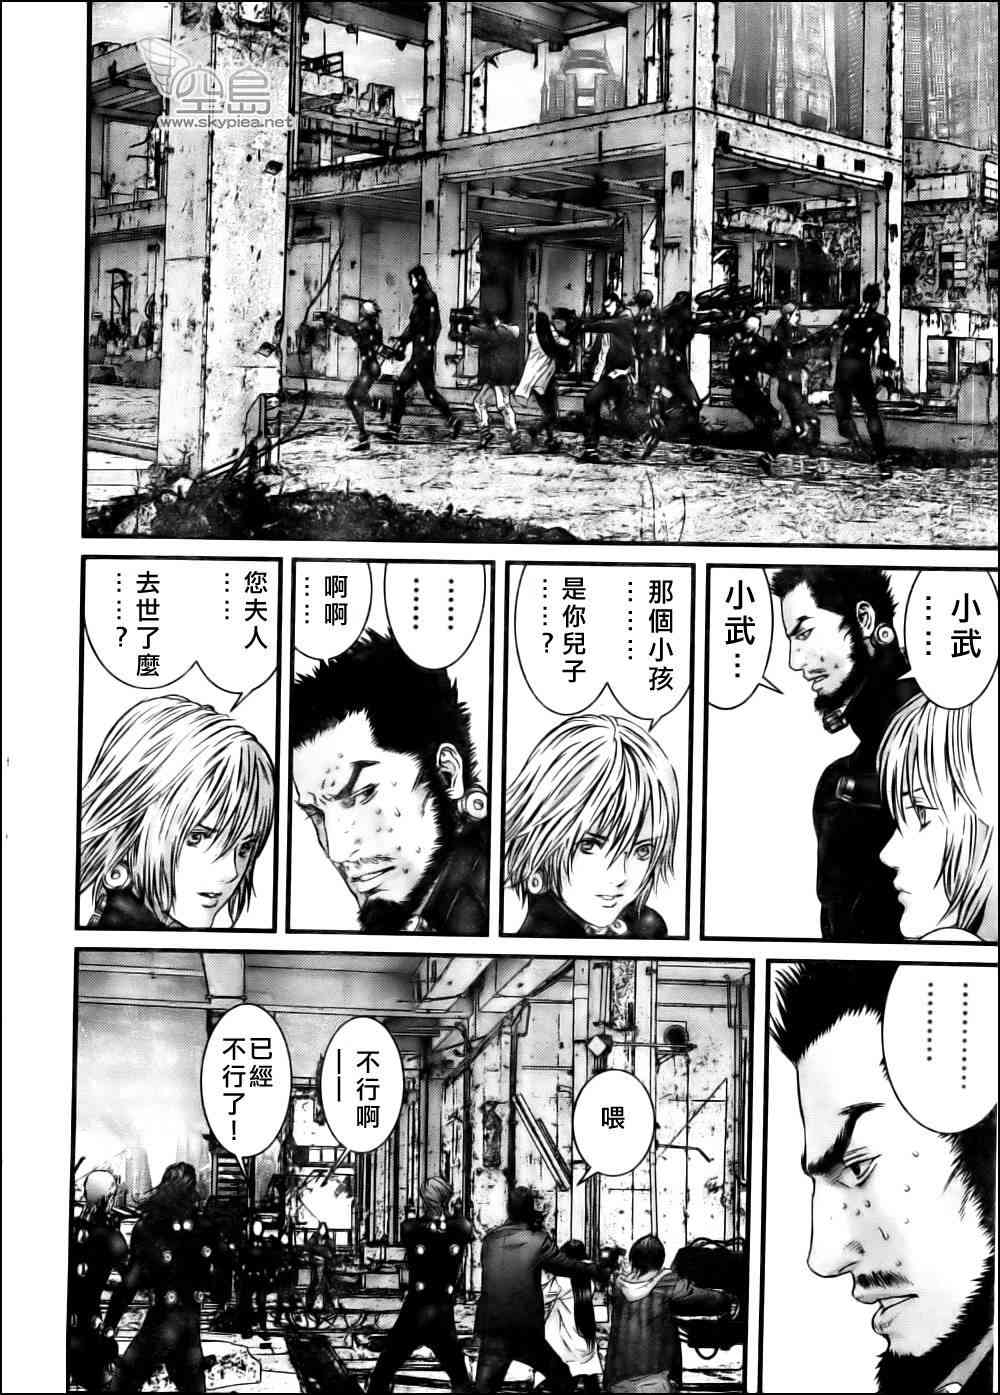 空島
www.skypiea.net
小武
……
小武…
那個小孩
………
是你兒子
……?
………
……
啊啊
……
您夫人
……
去世了麼
……?
………
………
喂
不行啊
——
已經
不行了!